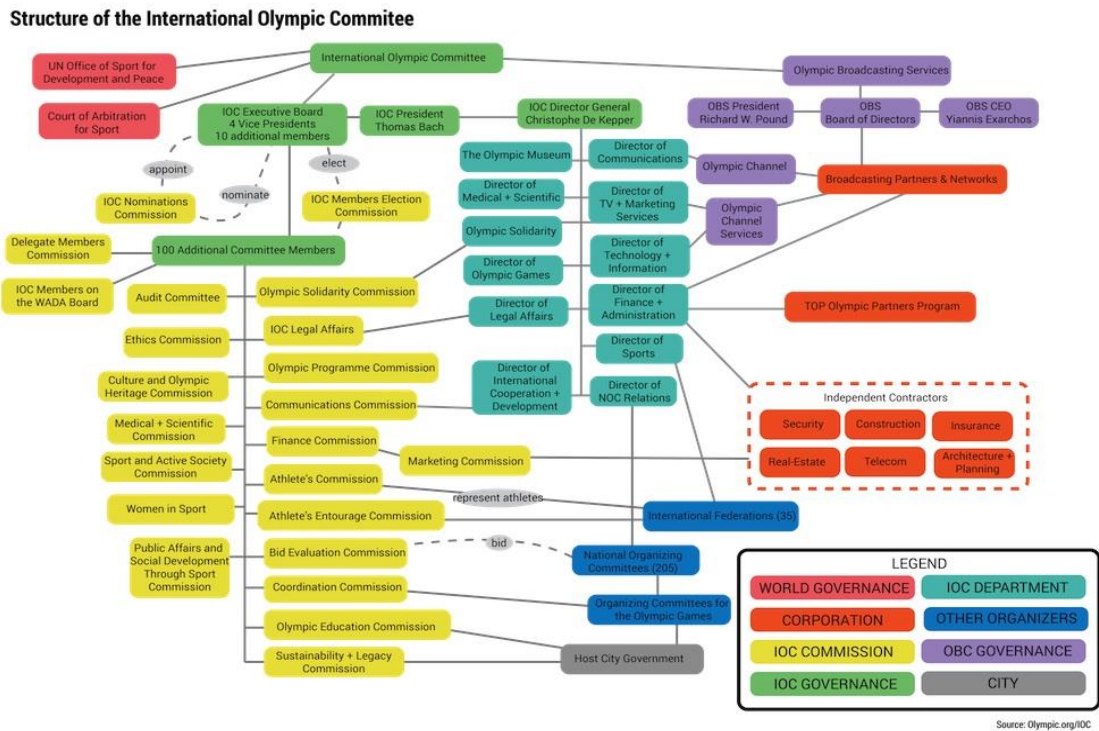 Structure of the International Olympic Commitee
UN Office of Sport for
Development and Peace
International Olympic Committee
Olympic Broadcasting Services
Court of Arbitration
for Sport
IOC Executive Board
4 Vice Presidents
10 additional members
IOC President
Thomas Bach
IOC Director General
Christophe De Kepper
OBS President
Richard W. Pound
OBS
Board of Directors
OBS CEO
Yiannis Exarchos
appoint
nominate
elect
The Olympic Museum
Director of
Communications
Olympic Channel
Broadcasting Partners & Networks
IOC Nominations
Commission
IOC Members Election
Commission
Director of
Medical + Scientific
Director of
TV + Marketing
Services
Olympic
Channel
Services
Delegate Members
Commission
100 Additional Committee Members
Olympic Solidarity
Director of
Technology +
Information
IOC Members on
the WADA Board
Audit Committee
Olympic Solidarity Commission
Director of
Olympic Games
Director of
Finance +
Administration
TOP Olympic Partners Program
Ethics Commission
IOC Legal Affairs
Director of
Legal Affairs
Director of
Sports
Culture and Olympic
Heritage Commission
Olympic Programme Commission
Director of
International
Cooperation +
Development
Director of
NOC Relations
Communications Commission
Independent Contractors
Security
Construction
Insurance
Real-Estate
Telecom
Architecture +
Planning
Medical + Scientific
Commission
Finance Commission
Marketing Commission
Sport and Active Society
Commission
Athlete's Commission
represent athletes
Women in Sport
Athlete's Entourage Commission
International Federations (35)
Public Affairs and
Social Development
Through Sport
Commission
Bid Evaluation Commission
bid
National Organizing
Committees (205)
Coordination Commission
Organizing Committees for
the Olympic Games
Olympic Education Commission
Sustainability + Legacy
Commission
Host City Government
LEGEND
WORLD GOVERNANCE
IOC DEPARTMENT
CORPORATION
OTHER ORGANIZERS
IOC COMMISSION
OBC GOVERNANCE
IOC GOVERNANCE
CITY
Source: Olympic.org/IOC